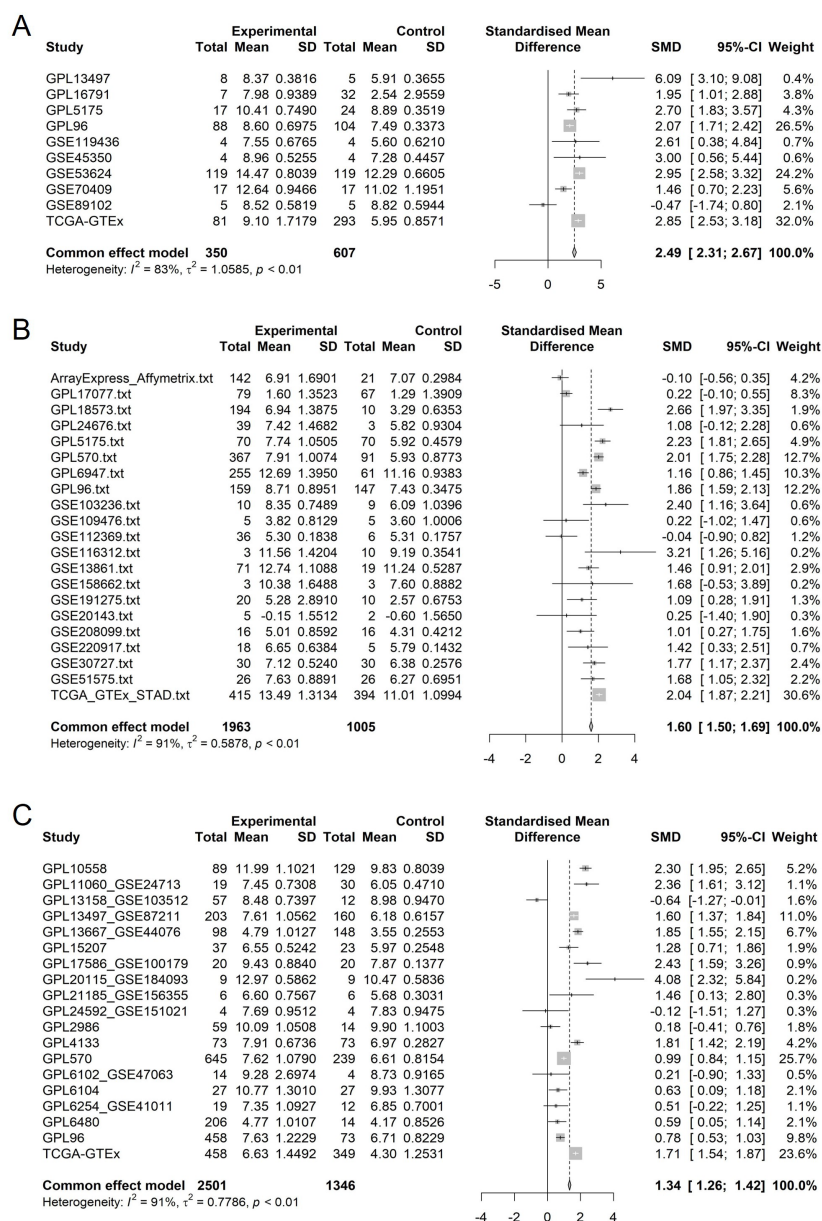 A
Experimental Control Standardised Mean
Study Total Mean SD Total Mean SD Difference SMD 95%-CI Weight
GPL13497 8 8.37 0.3816 5 5.91 0.3655 6.09 [ 3.10; 9.08] 0.4%
GPL16791 7 7.98 0.9389 32 2.54 2.9559 1.95 [ 1.01; 2.88] 3.8%
GPL5175 17 10.41 0.7490 24 8.89 0.3519 2.70 [ 1.83; 3.57] 4.3%
GPL96 88 8.60 0.6975 104 7.49 0.3373 2.07 [ 1.71; 2.42] 26.5%
GSE119436 4 7.55 0.6765 4 5.60 0.6210 2.61 [ 0.38; 4.84] 0.7%
GSE45350 4 8.96 0.5255 4 7.28 0.4457 3.00 [ 0.56; 5.44] 0.6%
GSE53624 119 14.47 0.8039 119 12.29 0.6605 2.95 [ 2.58; 3.32] 24.2%
GSE70409 17 12.64 0.9466 17 11.02 1.1951 1.46 [ 0.70; 2.23] 5.6%
GSE89102 5 8.52 0.5819 5 8.82 0.5944 -0.47 [-1.74; 0.80] 2.1%
TCGA-GTEx 81 9.10 1.7179 293 5.95 0.8571 2.85 [ 2.53; 3.18] 32.0%
Common effect model 350 607 2.49 [ 2.31; 2.67] 100.0%
Heterogeneity: I² = 83%, τ² = 1.0585, p < 0.01
-5 0 5
B
Experimental Control Standardised Mean
Study Total Mean SD Total Mean SD Difference SMD 95%-CI Weight
ArrayExpress_Affymetrix.txt 142 6.91 1.6901 21 7.07 0.2984 -0.10 [-0.56; 0.35] 4.2%
GPL17077.txt 79 1.60 1.3523 67 1.29 1.3909 0.22 [-0.10; 0.55] 8.3%
GPL18573.txt 194 6.94 1.3875 10 3.29 0.6353 2.66 [ 1.97; 3.35] 1.9%
GPL24676.txt 39 7.42 1.4682 3 5.82 0.9304 1.08 [-0.12; 2.28] 0.6%
GPL5175.txt 70 7.74 1.0505 70 5.92 0.4579 2.23 [ 1.81; 2.65] 4.9%
GPL570.txt 367 7.91 1.0074 91 5.93 0.8773 2.01 [ 1.75; 2.28] 12.7%
GPL6947.txt 255 12.69 1.3950 61 11.16 0.9383 1.16 [ 0.86; 1.45] 10.3%
GPL96.txt 159 8.71 0.8951 147 7.43 0.3475 1.86 [ 1.59; 2.13] 12.2%
GSE103236.txt 10 8.35 0.7489 9 6.09 1.0396 2.40 [ 1.16; 3.64] 0.6%
GSE109476.txt 5 3.82 0.8129 5 3.60 1.0006 0.22 [-1.02; 1.47] 0.6%
GSE112369.txt 36 5.30 0.1838 6 5.31 0.1757 -0.04 [-0.90; 0.82] 1.2%
GSE116312.txt 3 11.56 1.4204 10 9.19 0.3541 3.21 [ 1.26; 5.16] 0.2%
GSE13861.txt 71 12.74 1.1088 19 11.24 0.5287 1.46 [ 0.91; 2.01] 2.9%
GSE158662.txt 3 10.38 1.6488 3 7.60 0.8882 1.68 [-0.53; 3.89] 0.2%
GSE191275.txt 20 5.28 2.8910 10 2.57 0.6753 1.09 [ 0.28; 1.91] 1.3%
GSE20143.txt 5 -0.15 1.5512 2 -0.60 1.5650 0.25 [-1.40; 1.90] 0.3%
GSE208099.txt 16 5.01 0.8592 16 4.31 0.4212 1.01 [ 0.27; 1.75] 1.6%
GSE220917.txt 18 6.65 0.6384 5 5.79 0.1432 1.42 [ 0.33; 2.51] 0.7%
GSE30727.txt 30 7.12 0.5240 30 6.38 0.2576 1.77 [ 1.17; 2.37] 2.4%
GSE51575.txt 26 7.63 0.8891 26 6.27 0.6951 1.68 [ 1.05; 2.32] 2.2%
TCGA_GTEx_STAD.txt 415 13.49 1.3134 394 11.01 1.0994 2.04 [ 1.87; 2.21] 30.6%
Common effect model 1963 1005 1.60 [ 1.50; 1.69] 100.0%
Heterogeneity: I² = 91%, τ² = 0.5878, p < 0.01
-4 -2 0 2 4
C
Experimental Control Standardised Mean
Study Total Mean SD Total Mean SD Difference SMD 95%-CI Weight
GPL10558 89 11.99 1.1021 129 9.83 0.8039 2.30 [ 1.95; 2.65] 5.2%
GPL11060_GSE24713 19 7.45 0.7308 30 6.05 0.4710 2.36 [ 1.61; 3.12] 1.1%
GPL13158_GSE103512 57 8.48 0.7397 12 8.98 0.9470 -0.64 [-1.27; -0.01] 1.6%
GPL13497_GSE87211 203 7.61 1.0562 160 6.18 0.6157 1.60 [ 1.37; 1.84] 11.0%
GPL13667_GSE44076 98 4.79 1.0127 148 3.55 0.2553 1.85 [ 1.55; 2.15] 6.7%
GPL15207 37 6.55 0.5242 23 5.97 0.2548 1.28 [ 0.71; 1.86] 1.9%
GPL17586_GSE100179 20 9.43 0.8840 20 7.87 0.1377 2.43 [ 1.59; 3.26] 0.9%
GPL20115_GSE184093 9 12.97 0.5862 9 10.47 0.5836 4.08 [ 2.32; 5.84] 0.2%
GPL21185_GSE156355 6 6.60 0.7567 6 5.68 0.3031 1.46 [ 0.13; 2.80] 0.3%
GPL24592_GSE151021 4 7.69 0.9512 4 7.83 0.9475 -0.12 [-1.51; 1.27] 0.3%
GPL2986 59 10.09 1.0508 14 9.90 1.1003 0.18 [-0.41; 0.76] 1.8%
GPL4133 73 7.91 0.6736 73 6.97 0.2827 1.81 [ 1.42; 2.19] 4.2%
GPL570 645 7.62 1.0790 239 6.61 0.8154 0.99 [ 0.84; 1.15] 25.7%
GPL6102_GSE47063 14 9.28 2.6974 4 8.73 0.9165 0.21 [-0.90; 1.33] 0.5%
GPL6104 27 10.77 1.3010 27 9.93 1.3077 0.63 [ 0.09; 1.18] 2.1%
GPL6254_GSE41011 19 7.35 1.0927 12 6.85 0.7001 0.51 [-0.22; 1.25] 1.1%
GPL6480 206 4.77 1.0107 14 4.17 0.8526 0.59 [ 0.05; 1.14] 2.1%
GPL96 458 7.63 1.2229 73 6.71 0.8229 0.78 [ 0.53; 1.03] 9.8%
TCGA-GTEx 458 6.63 1.4492 349 4.30 1.2531 1.71 [ 1.54; 1.87] 23.6%
Common effect model 2501 1346 1.34 [ 1.26; 1.42] 100.0%
Heterogeneity: I² = 91%, τ² = 0.7786, p < 0.01
-4 -2 0 2 4